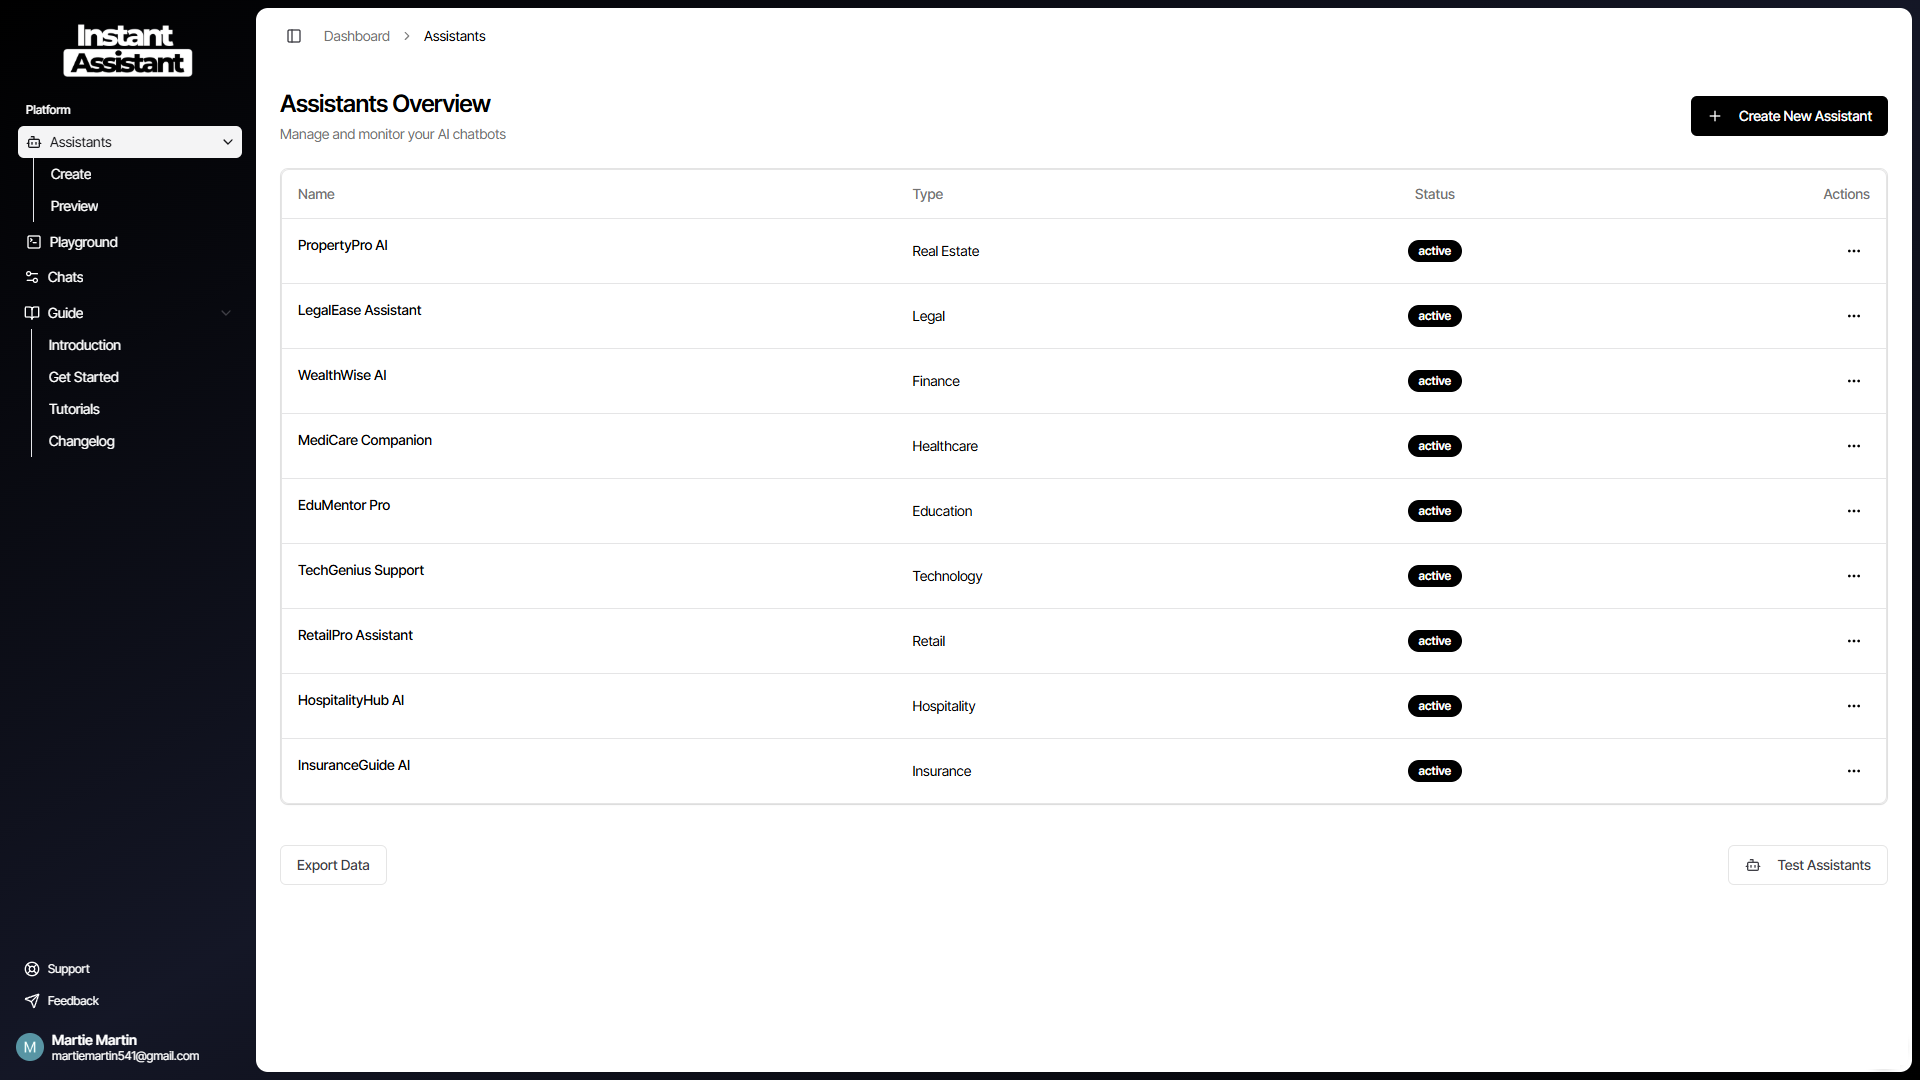 Instant
Assistant
Platform
Assistants
Create
Preview
Playground
Chats
Guide
Introduction
Get Started
Tutorials
Changelog
Support
Feedback
M
Martie Martin
martiemartin541@gmail.com
Dashboard > Assistants
Assistants Overview
Manage and monitor your AI chatbots
Create New Assistant
Name Type Status Actions
PropertyPro AI Real Estate active
LegalEase Assistant Legal active
WealthWise AI Finance active
MediCare Companion Healthcare active
EduMentor Pro Education active
TechGenius Support Technology active
RetailPro Assistant Retail active
HospitalityHub AI Hospitality active
InsuranceGuide AI Insurance active
Export Data
Test Assistants